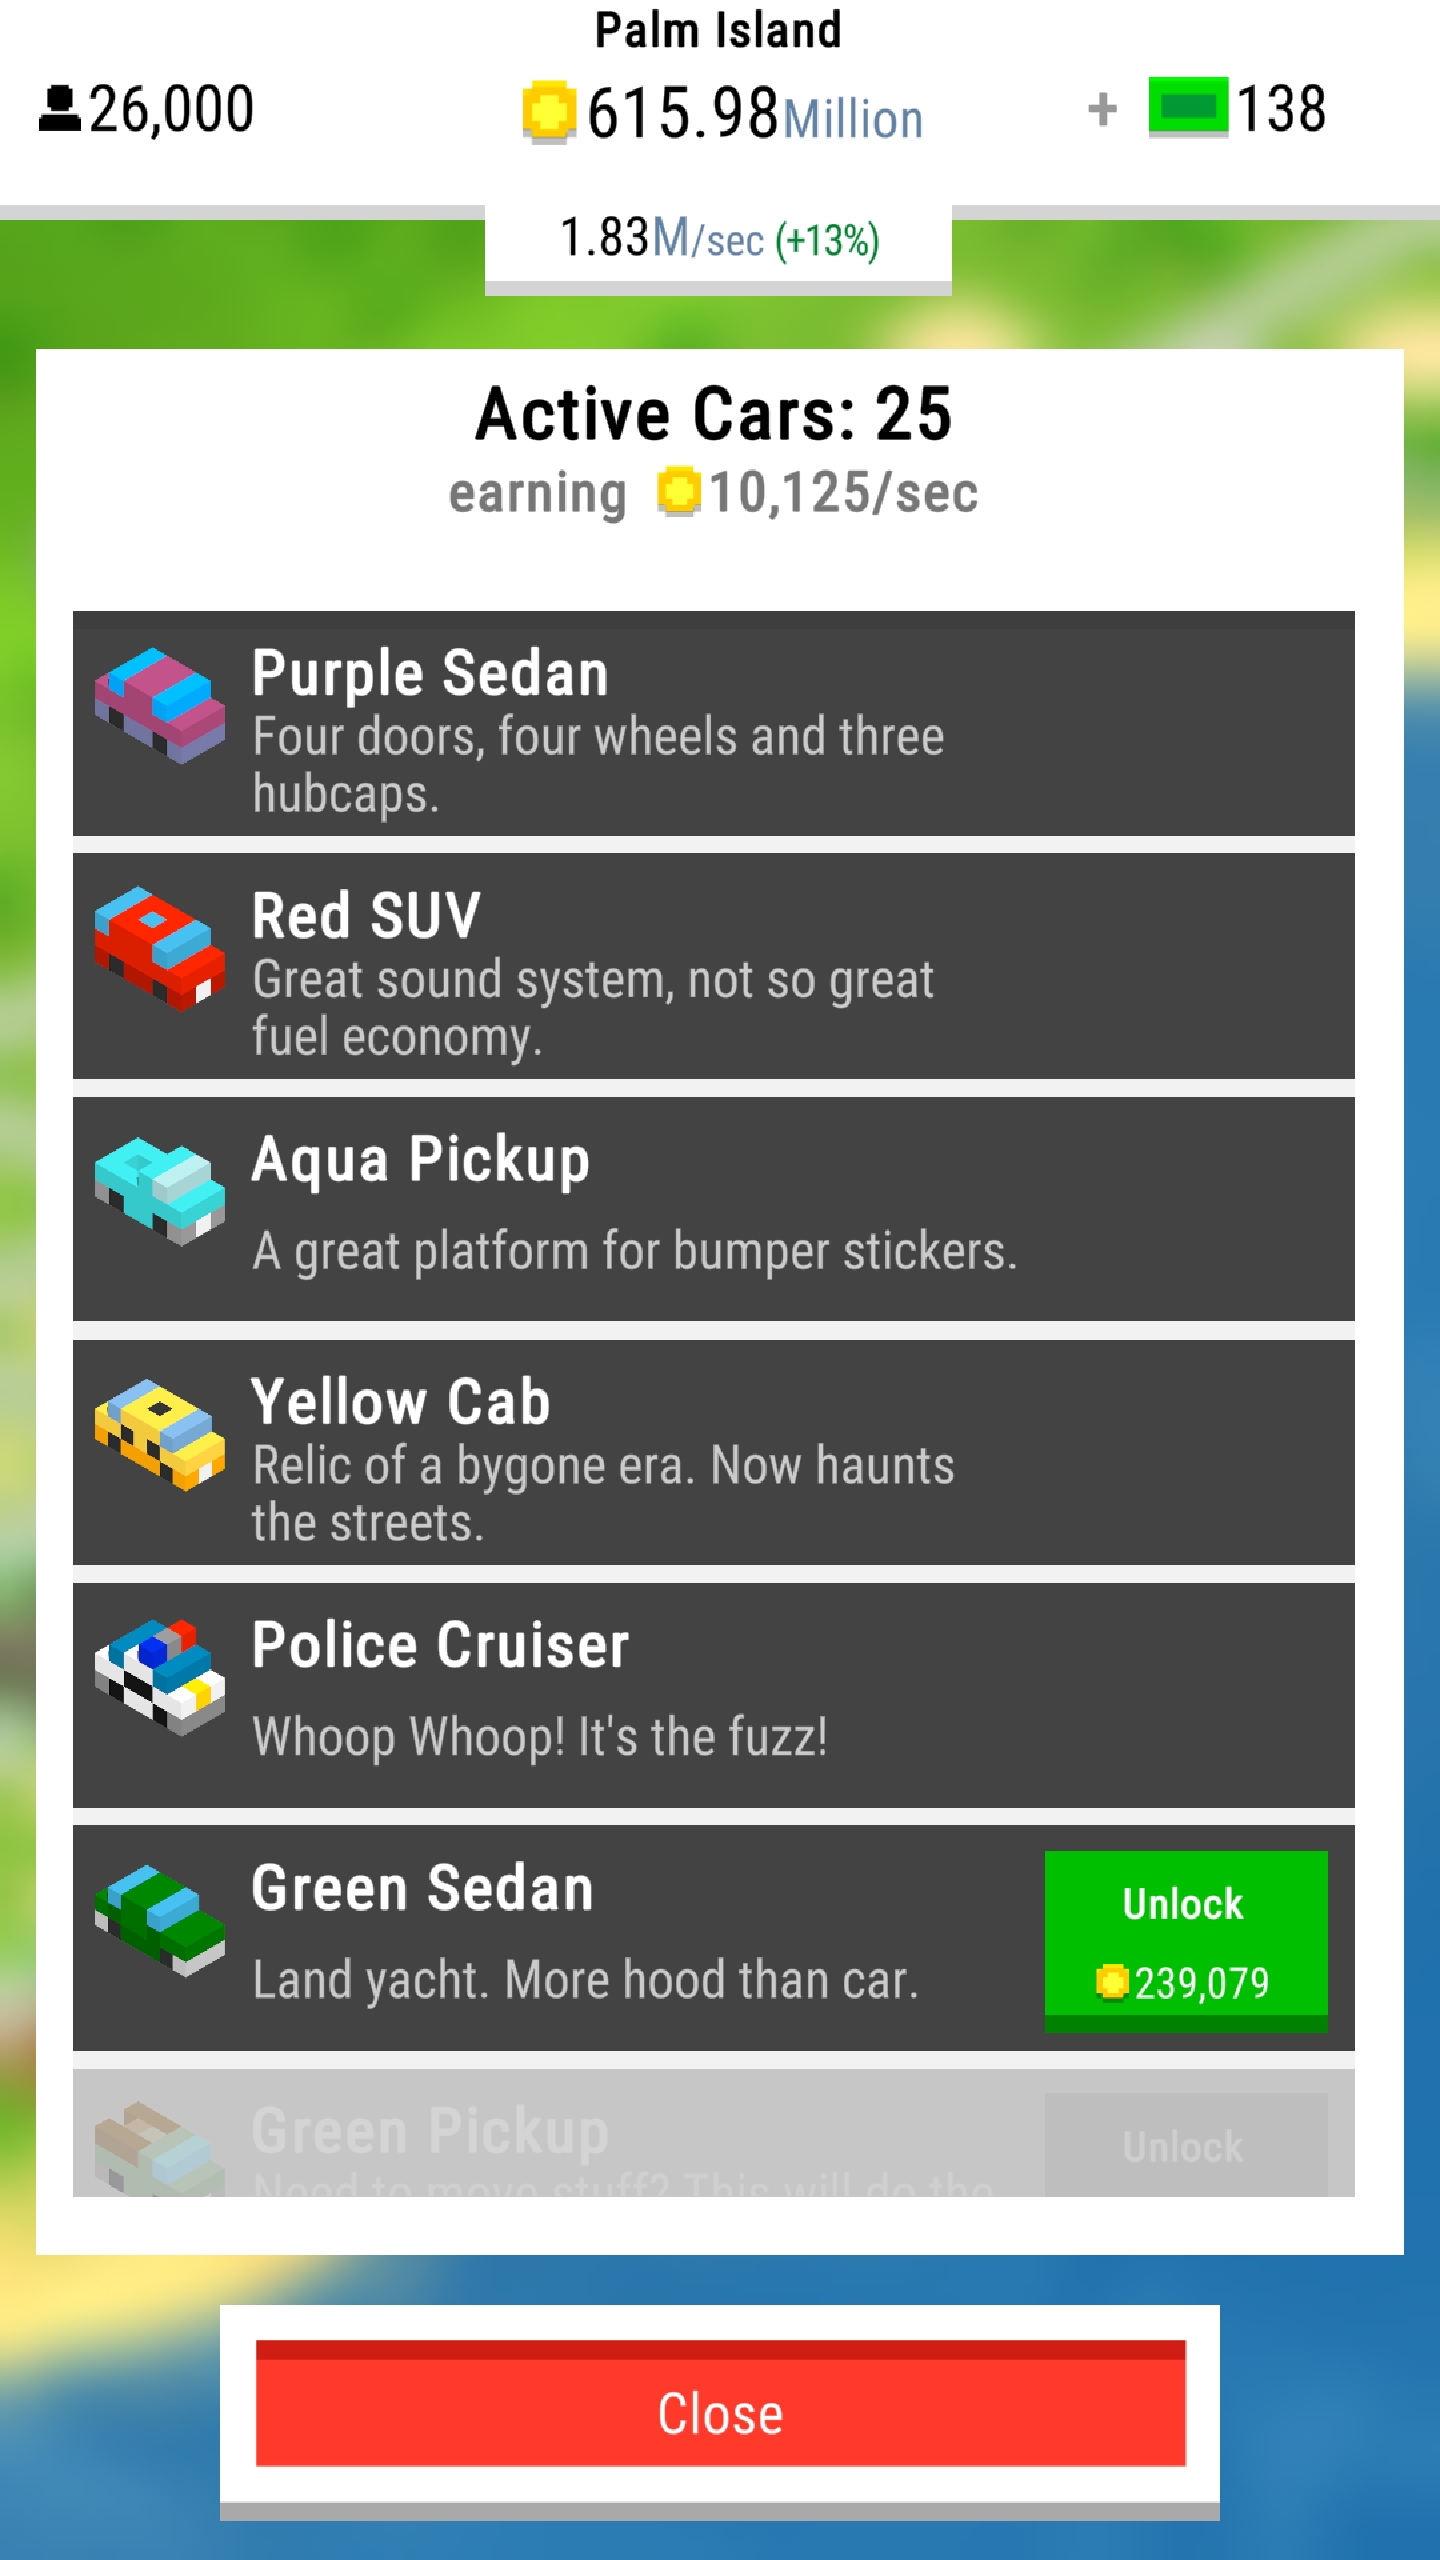 Palm Island
26,000
615.98Million
+ 138
1.83M/sec (+13%)
Active Cars: 25
earning 10,125/sec
Purple Sedan
Four doors, four wheels and three
hubcaps.
Red SUV
Great sound system, not so great
fuel economy.
Aqua Pickup
A great platform for bumper stickers.
Yellow Cab
Relic of a bygone era. Now haunts
the streets.
Police Cruiser
Whoop Whoop! It's the fuzz!
Green Sedan
Land yacht. More hood than car.
Unlock
239,079
Green Pickup
Need to move stuff? This will do the
Unlock
Close